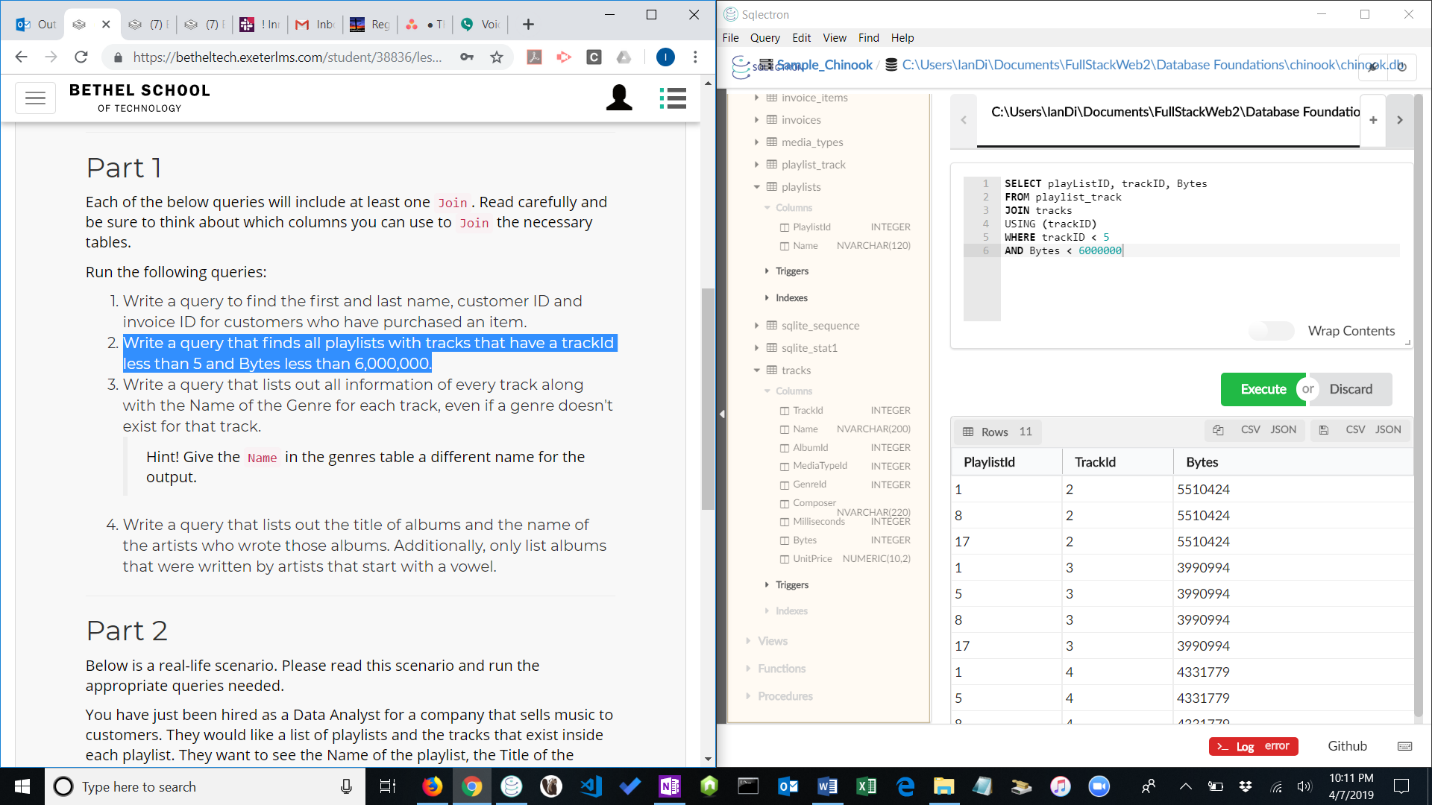 Out
(7)
(7)
! Inl
Inb
Reg
• Tl
Voic
https://betheltech.exeterlms.com/student/38836/les...
BETHEL SCHOOL
OF TECHNOLOGY
Part 1
Each of the below queries will include at least one Join . Read carefully and
be sure to think about which columns you can use to Join the necessary
tables.
Run the following queries:
1. Write a query to find the first and last name, customer ID and
invoice ID for customers who have purchased an item.
2. Write a query that finds all playlists with tracks that have a trackId
less than 5 and Bytes less than 6,000,000.
3. Write a query that lists out all information of every track along
with the Name of the Genre for each track, even if a genre doesn't
exist for that track.
Hint! Give the Name in the genres table a different name for the
output.
4. Write a query that lists out the title of albums and the name of
the artists who wrote those albums. Additionally, only list albums
that were written by artists that start with a vowel.
Part 2
Below is a real-life scenario. Please read this scenario and run the
appropriate queries needed.
You have just been hired as a Data Analyst for a company that sells music to
customers. They would like a list of playlists and the tracks that exist inside
each playlist. They want to see the Name of the playlist, the Title of the
Sqlectron
File Query Edit View Find Help
Sample_Chinook / C:\Users\IanDi\Documents\FullStackWeb2\Database Foundations\chinook\chinook.db
invoice_items
invoices
media_types
playlist_track
playlists
Columns
PlaylistId INTEGER
Name NVARCHAR(120)
Triggers
Indexes
sqlite_sequence
sqlite_stat1
tracks
Columns
TrackId INTEGER
Name NVARCHAR(200)
AlbumId INTEGER
MediaTypeId INTEGER
GenreId INTEGER
Composer NVARCHAR(220)
Milliseconds INTEGER
Bytes INTEGER
UnitPrice NUMERIC(10,2)
Triggers
Indexes
Views
Functions
Procedures
C:\Users\IanDi\Documents\FullStackWeb2\Database Foundatio
1 SELECT playListID, trackID, Bytes
2 FROM playlist_track
3 JOIN tracks
4 USING (trackID)
5 WHERE trackID < 5
6 AND Bytes < 6000000
Wrap Contents
Execute or Discard
Rows 11 CSV JSON CSV JSON
PlaylistId TrackId Bytes
1 2 5510424
8 2 5510424
17 2 5510424
1 3 3990994
5 3 3990994
8 3 3990994
17 3 3990994
1 4 4331779
5 4 4331779
8 4 4331779
>_ Log error Github
Type here to search
10:11 PM
4/7/2019